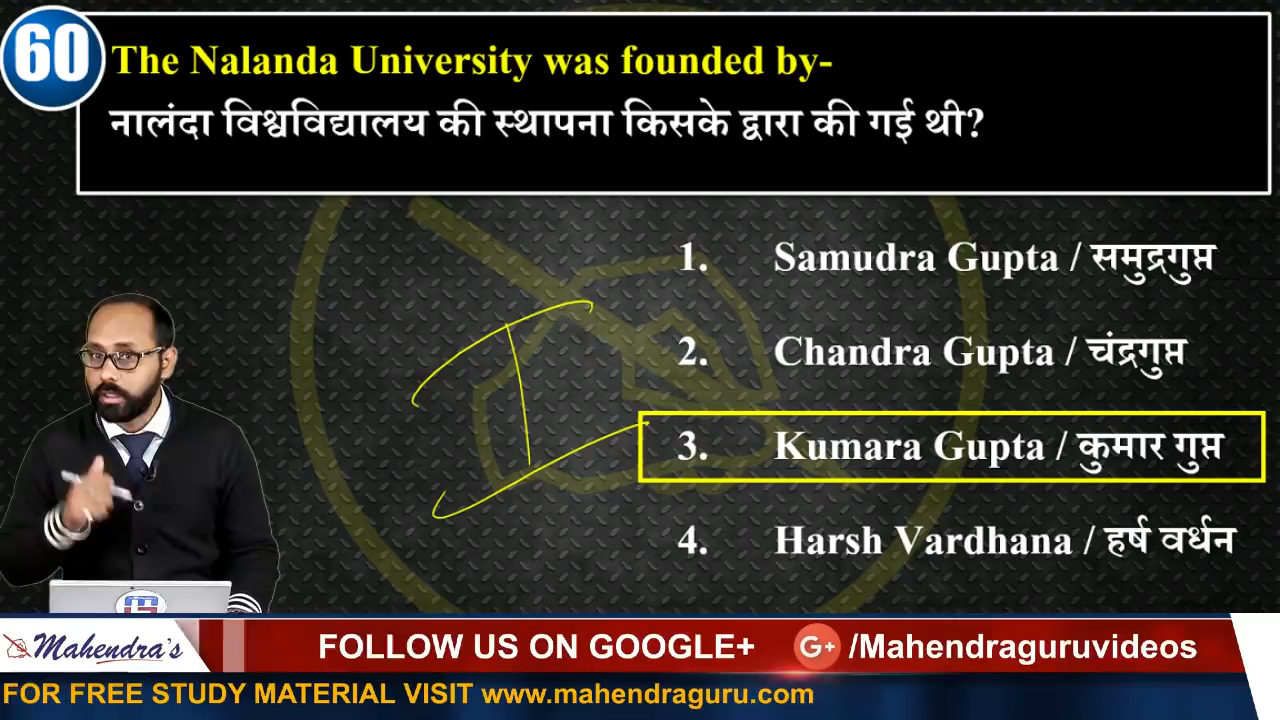 60
The Nalanda University was founded by-
नालंदा विश्वविद्यालय की स्थापना किसके द्वारा की गई थी?
1. Samudra Gupta / समुद्रगुप्त
2. Chandra Gupta / चंद्रगुप्त
3. Kumara Gupta / कुमार गुप्त
4. Harsh Vardhana / हर्ष वर्धन
I
Mahendra's
FOLLOW US ON GOOGLE+ G+ /Mahendraguruvideos
FOR FREE STUDY MATERIAL VISIT www.mahendraguru.com